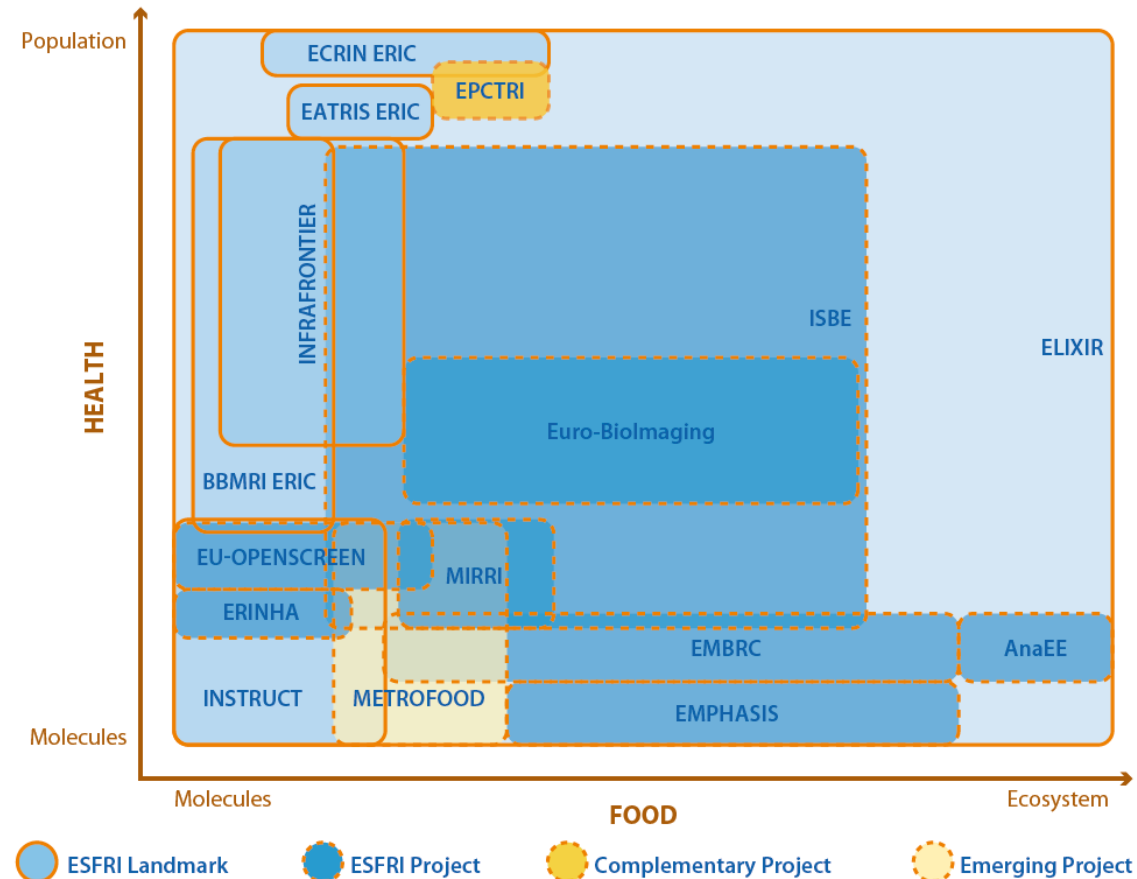 Population
ECRIN ERIC
EPCTRI
EATRIS ERIC
INFRAFRONTIER
ISBE
ELIXIR
HEALTH
Euro-BioImaging
BBMRI ERIC
EU-OPENSCREEN
MIRRI
ERINHA
EMBRC
AnaEE
INSTRUCT
METROFOOD
EMPHASIS
Molecules
Molecules
FOOD
Ecosystem
ESFRI Landmark
ESFRI Project
Complementary Project
Emerging Project